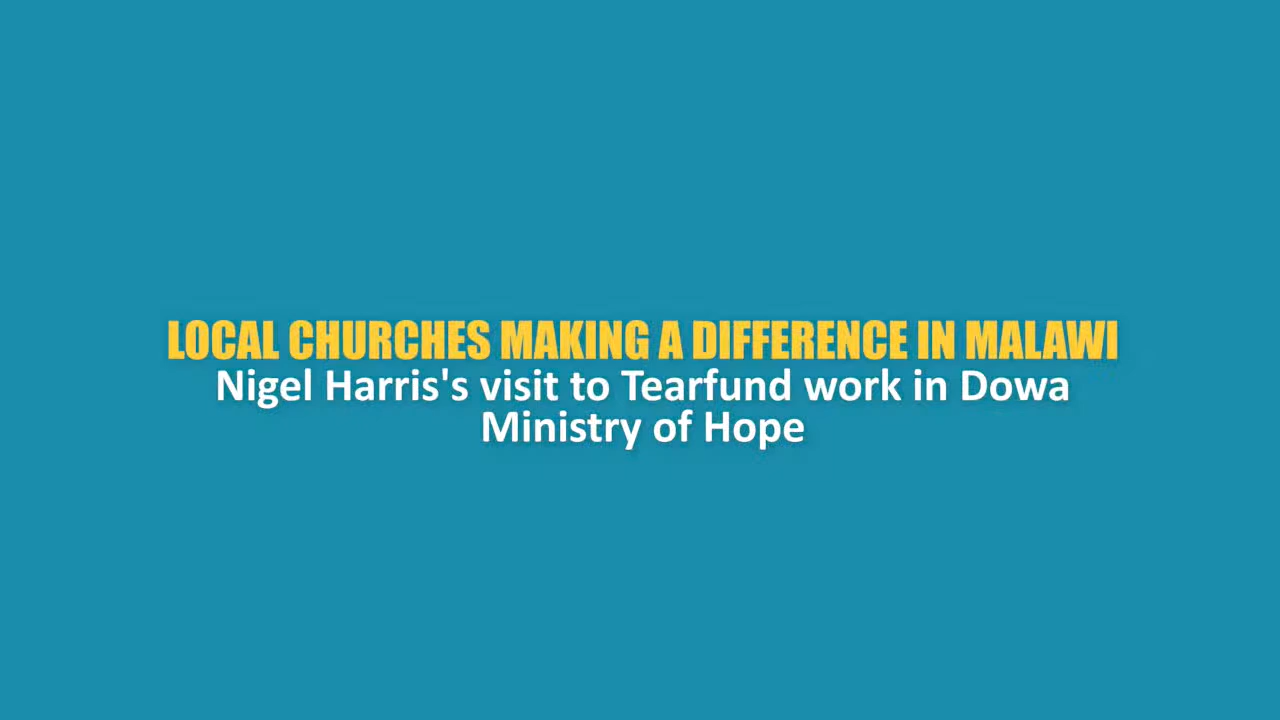 LOCAL CHURCHES MAKING A DIFFERENCE IN MALAWI
Nigel Harris's visit to Tearfund work in Dowa
Ministry of Hope